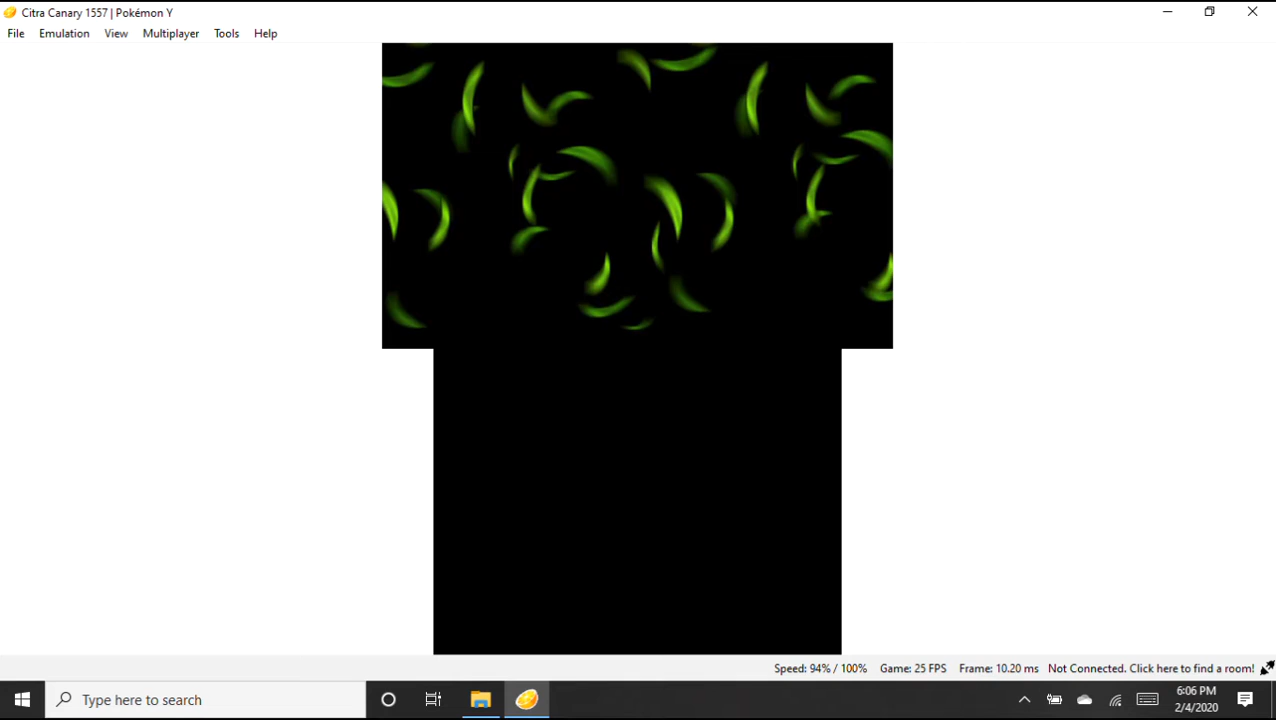 Citra Canary 1557 | Pokémon Y
File Emulation View Multiplayer Tools Help
Speed: 94% / 100% Game: 25 FPS Frame: 10.20 ms Not Connected. Click here to find a room!
Type here to search
6:06 PM
2/4/2020